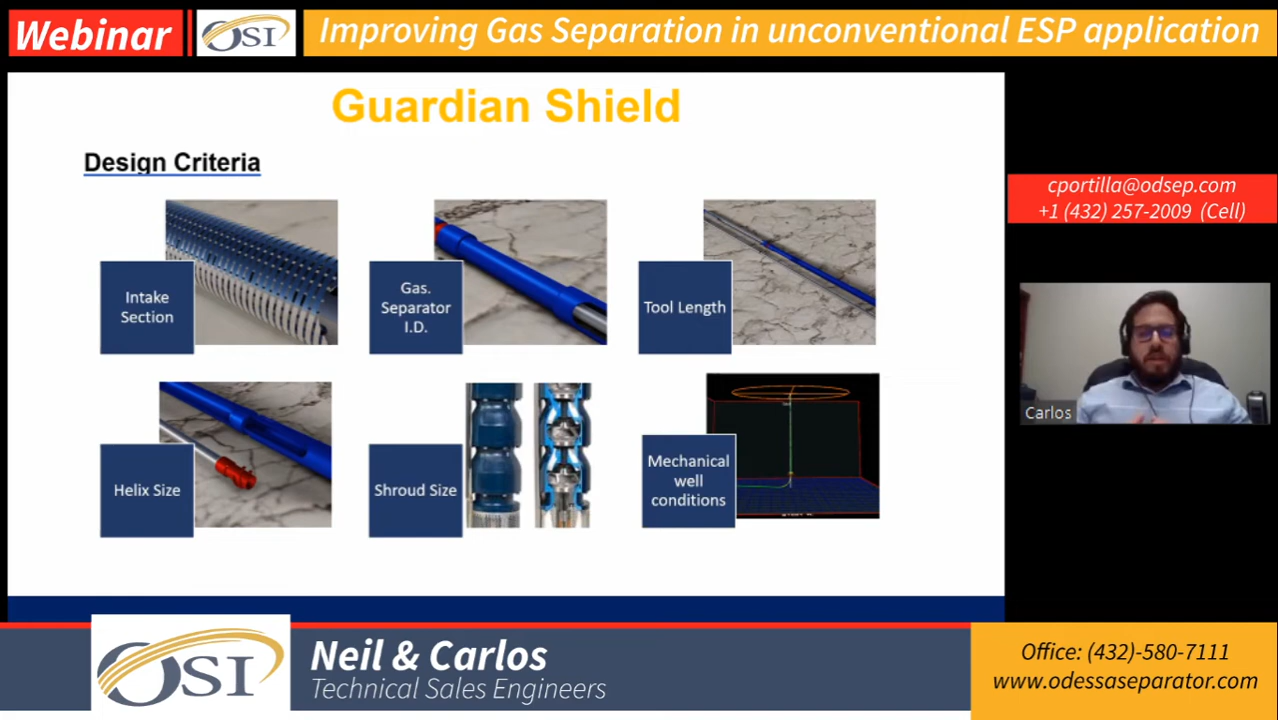 Webinar
OSI
Improving Gas Separation in unconventional ESP application
Guardian Shield
Design Criteria
Intake
Section
Gas.
Separator
I.D.
Tool Length
Helix Size
Shroud Size
Mechanical
well
conditions
cportilla@odsep.com
+1 (432) 257-2009 (Cell)
Carlos
OSI
Neil & Carlos
Technical Sales Engineers
Office: (432)-580-7111
www.odessaseparator.com